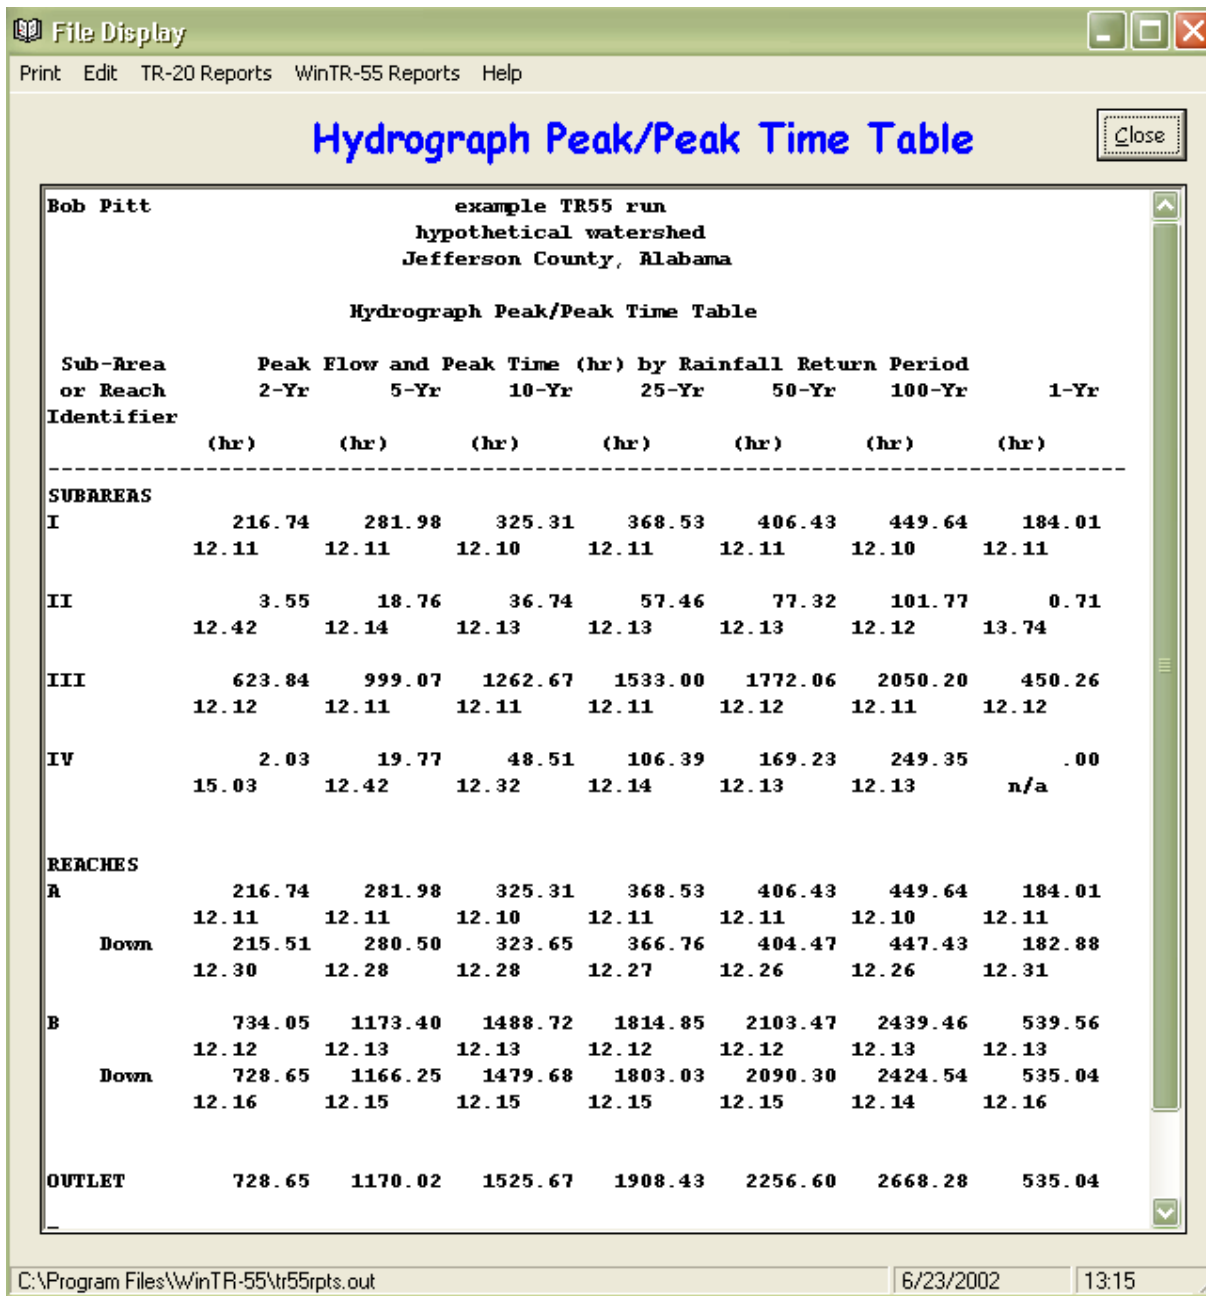 File Display
Print Edit TR-20 Reports WinTR-55 Reports Help
Hydrograph Peak/Peak Time Table
Close
Bob Pitt example TR55 run
hypothetical watershed
Jefferson County, Alabama
Hydrograph Peak/Peak Time Table
Sub-Area Peak Flow and Peak Time (hr) by Rainfall Return Period
or Reach 2-Yr 5-Yr 10-Yr 25-Yr 50-Yr 100-Yr 1-Yr
Identifier
(hr) (hr) (hr) (hr) (hr) (hr) (hr)
SUBAREAS
I 216.74 281.98 325.31 368.53 406.43 449.64 184.01
12.11 12.11 12.10 12.11 12.11 12.10 12.11
II 3.55 18.76 36.74 57.46 77.32 101.77 0.71
12.42 12.14 12.13 12.13 12.13 12.12 13.74
III 623.84 999.07 1262.67 1533.00 1772.06 2050.20 450.26
12.12 12.11 12.11 12.11 12.12 12.11 12.12
IV 2.03 19.77 48.51 106.39 169.23 249.35 .00
15.03 12.42 12.32 12.14 12.13 12.13 n/a
REACHES
A 216.74 281.98 325.31 368.53 406.43 449.64 184.01
12.11 12.11 12.10 12.11 12.11 12.10 12.11
Down 215.51 280.50 323.65 366.76 404.47 447.43 182.88
12.30 12.28 12.28 12.27 12.26 12.26 12.31
B 734.05 1173.40 1488.72 1814.85 2103.47 2439.46 539.56
12.12 12.13 12.13 12.12 12.12 12.13 12.13
Down 728.65 1166.25 1479.68 1803.03 2090.30 2424.54 535.04
12.16 12.15 12.15 12.15 12.15 12.14 12.16
OUTLET 728.65 1170.02 1525.67 1908.43 2256.60 2668.28 535.04
C:\Program Files\WinTR-55\tr55rpts.out 6/23/2002 13:15